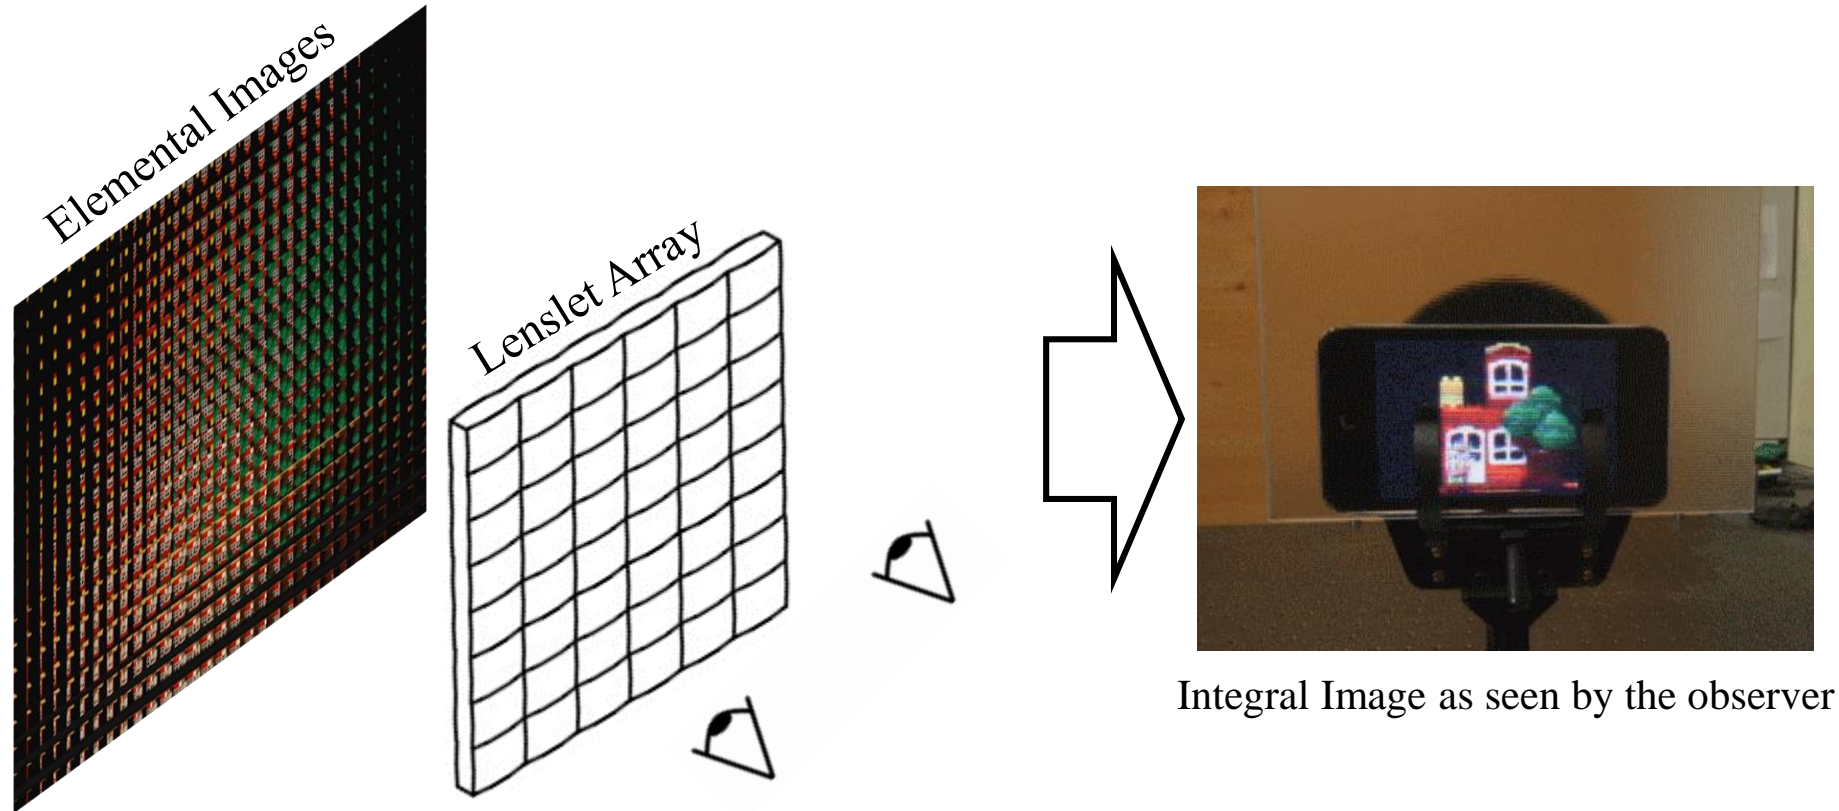 Elemental Images
Lenslet Array
Integral Image as seen by the observer